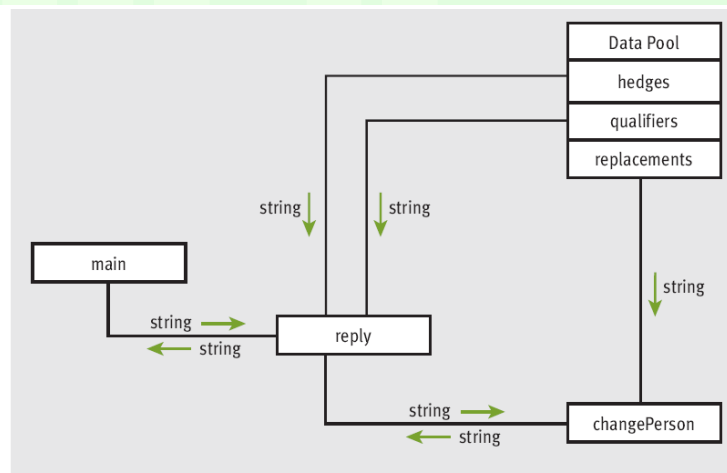 Data Pool
hedges
qualifiers
replacements
string
string
main
string
string
string
reply
string
string
changePerson